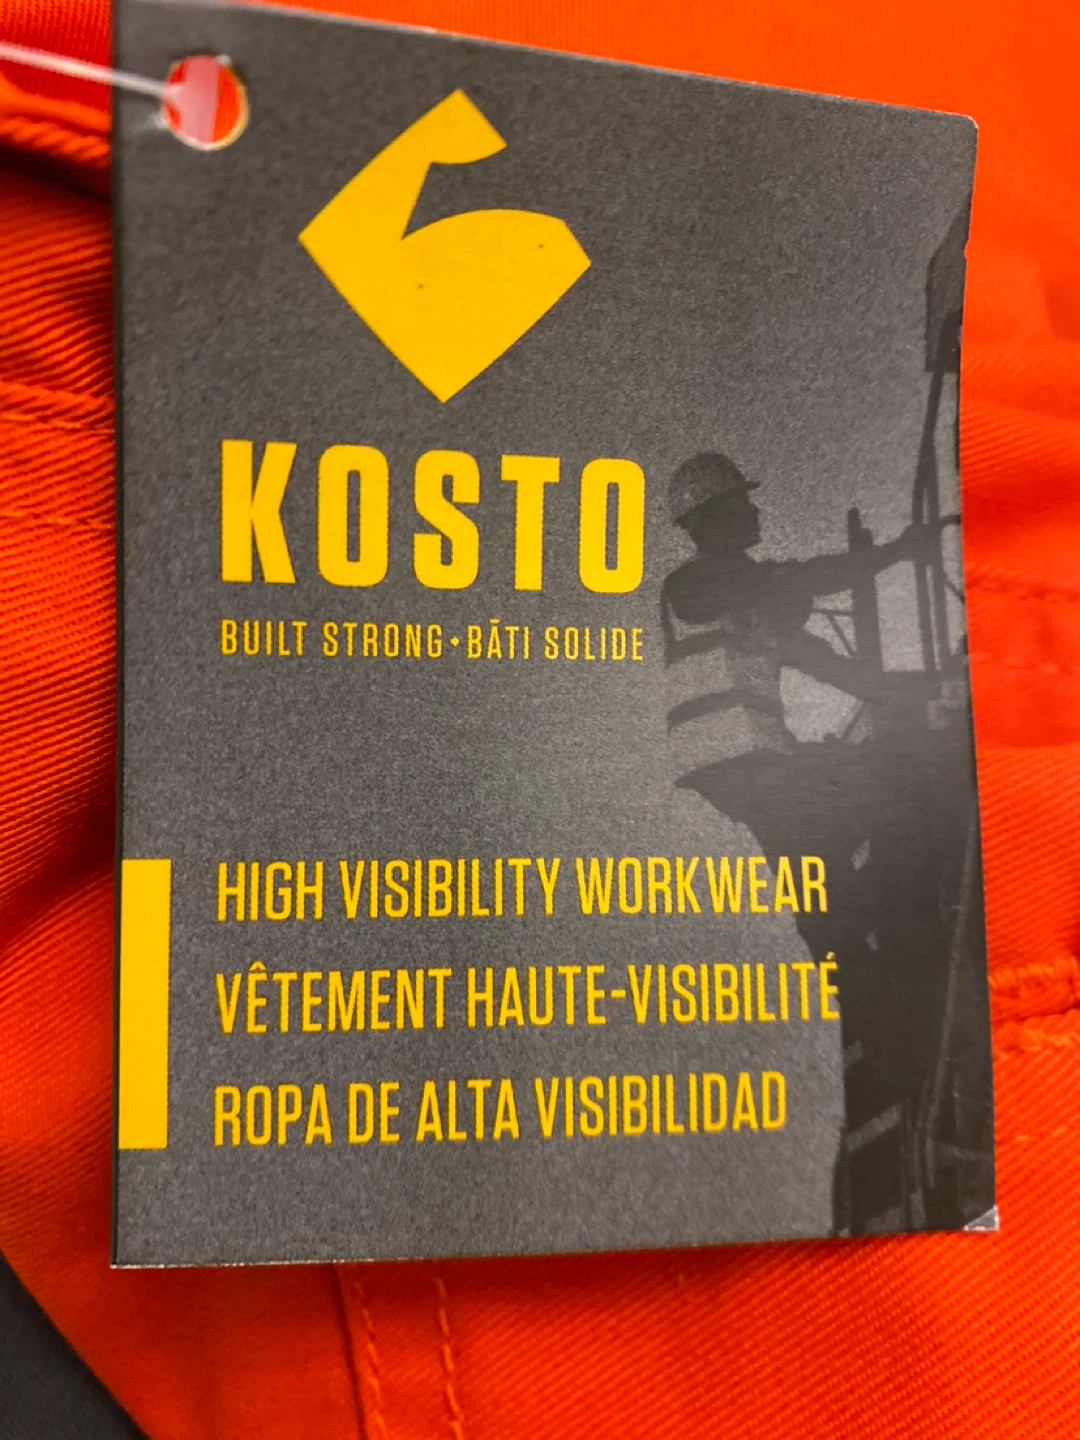 KOSTO
BUILT STRONG•BĀTI SOLIDE
HIGH VISIBILITY WORKWEAR
VÊTEMENT HAUTE-VISIBILITÉ
ROPA DE ALTA VISIBILIDAD